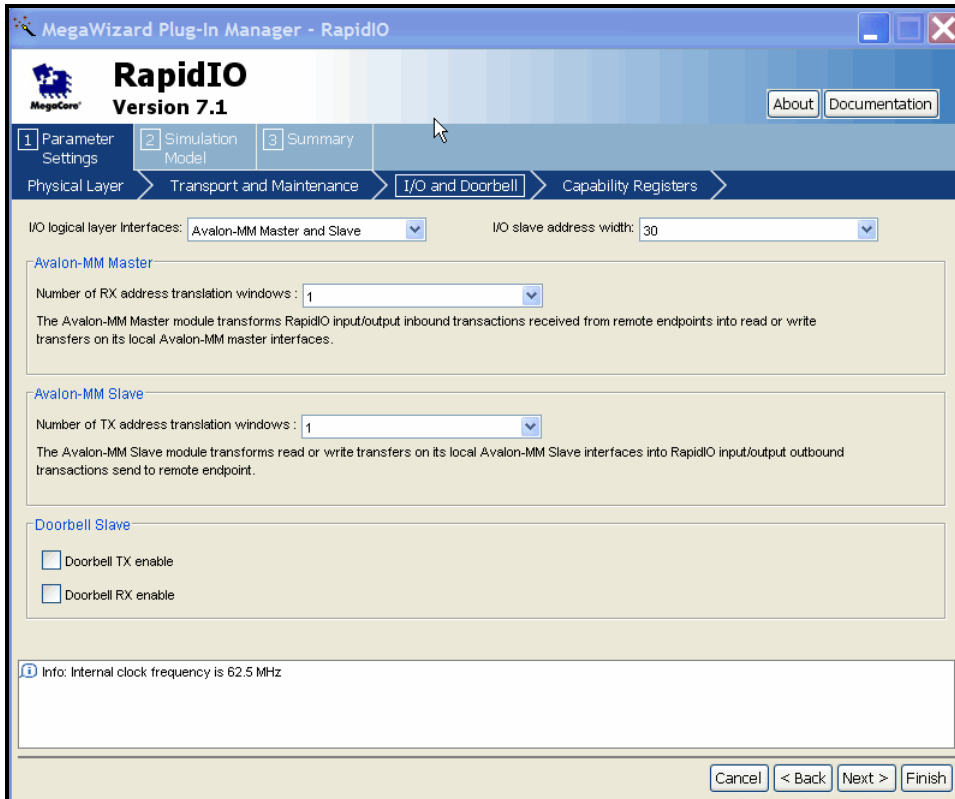 MegaWizard Plug-In Manager - RapidIO
MegaCore®
RapidIO
Version 7.1
About
Documentation
1 Parameter
Settings
2 Simulation
Model
3 Summary
Physical Layer
Transport and Maintenance
I/O and Doorbell
Capability Registers
I/O logical layer Interfaces: Avalon-MM Master and Slave
I/O slave address width: 30
Avalon-MM Master
Number of RX address translation windows : 1
The Avalon-MM Master module transforms RapidIO input/output inbound transactions received from remote endpoints into read or write
transfers on its local Avalon-MM master interfaces.
Avalon-MM Slave
Number of TX address translation windows : 1
The Avalon-MM Slave module transforms read or write transfers on its local Avalon-MM Slave interfaces into RapidIO input/output outbound
transactions send to remote endpoint.
Doorbell Slave
Doorbell TX enable
Doorbell RX enable
Info: Internal clock frequency is 62.5 MHz
Cancel
< Back
Next >
Finish